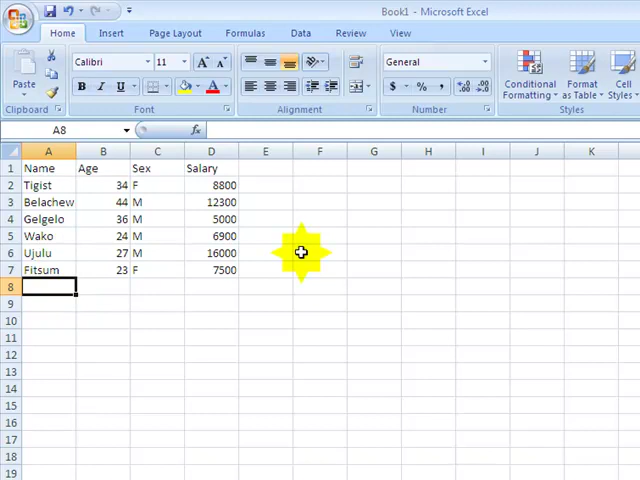 Book1 - Microsoft Excel
Home Insert Page Layout Formulas Data Review View
Calibri 11 A A General
Paste B I U $ % , Conditional Formatting Format as Table Cell Styles
Clipboard Font Alignment Number Styles
A8 fx
A B C D E F G H I J K
1 Name Age Sex Salary
2 Tigist 34 F 8800
3 Belachew 44 M 12300
4 Gelgelo 36 M 5000
5 Wako 24 M 6900
6 Ujulu 27 M 16000
7 Fitsum 23 F 7500
8
9
10
11
12
13
14
15
16
17
18
19